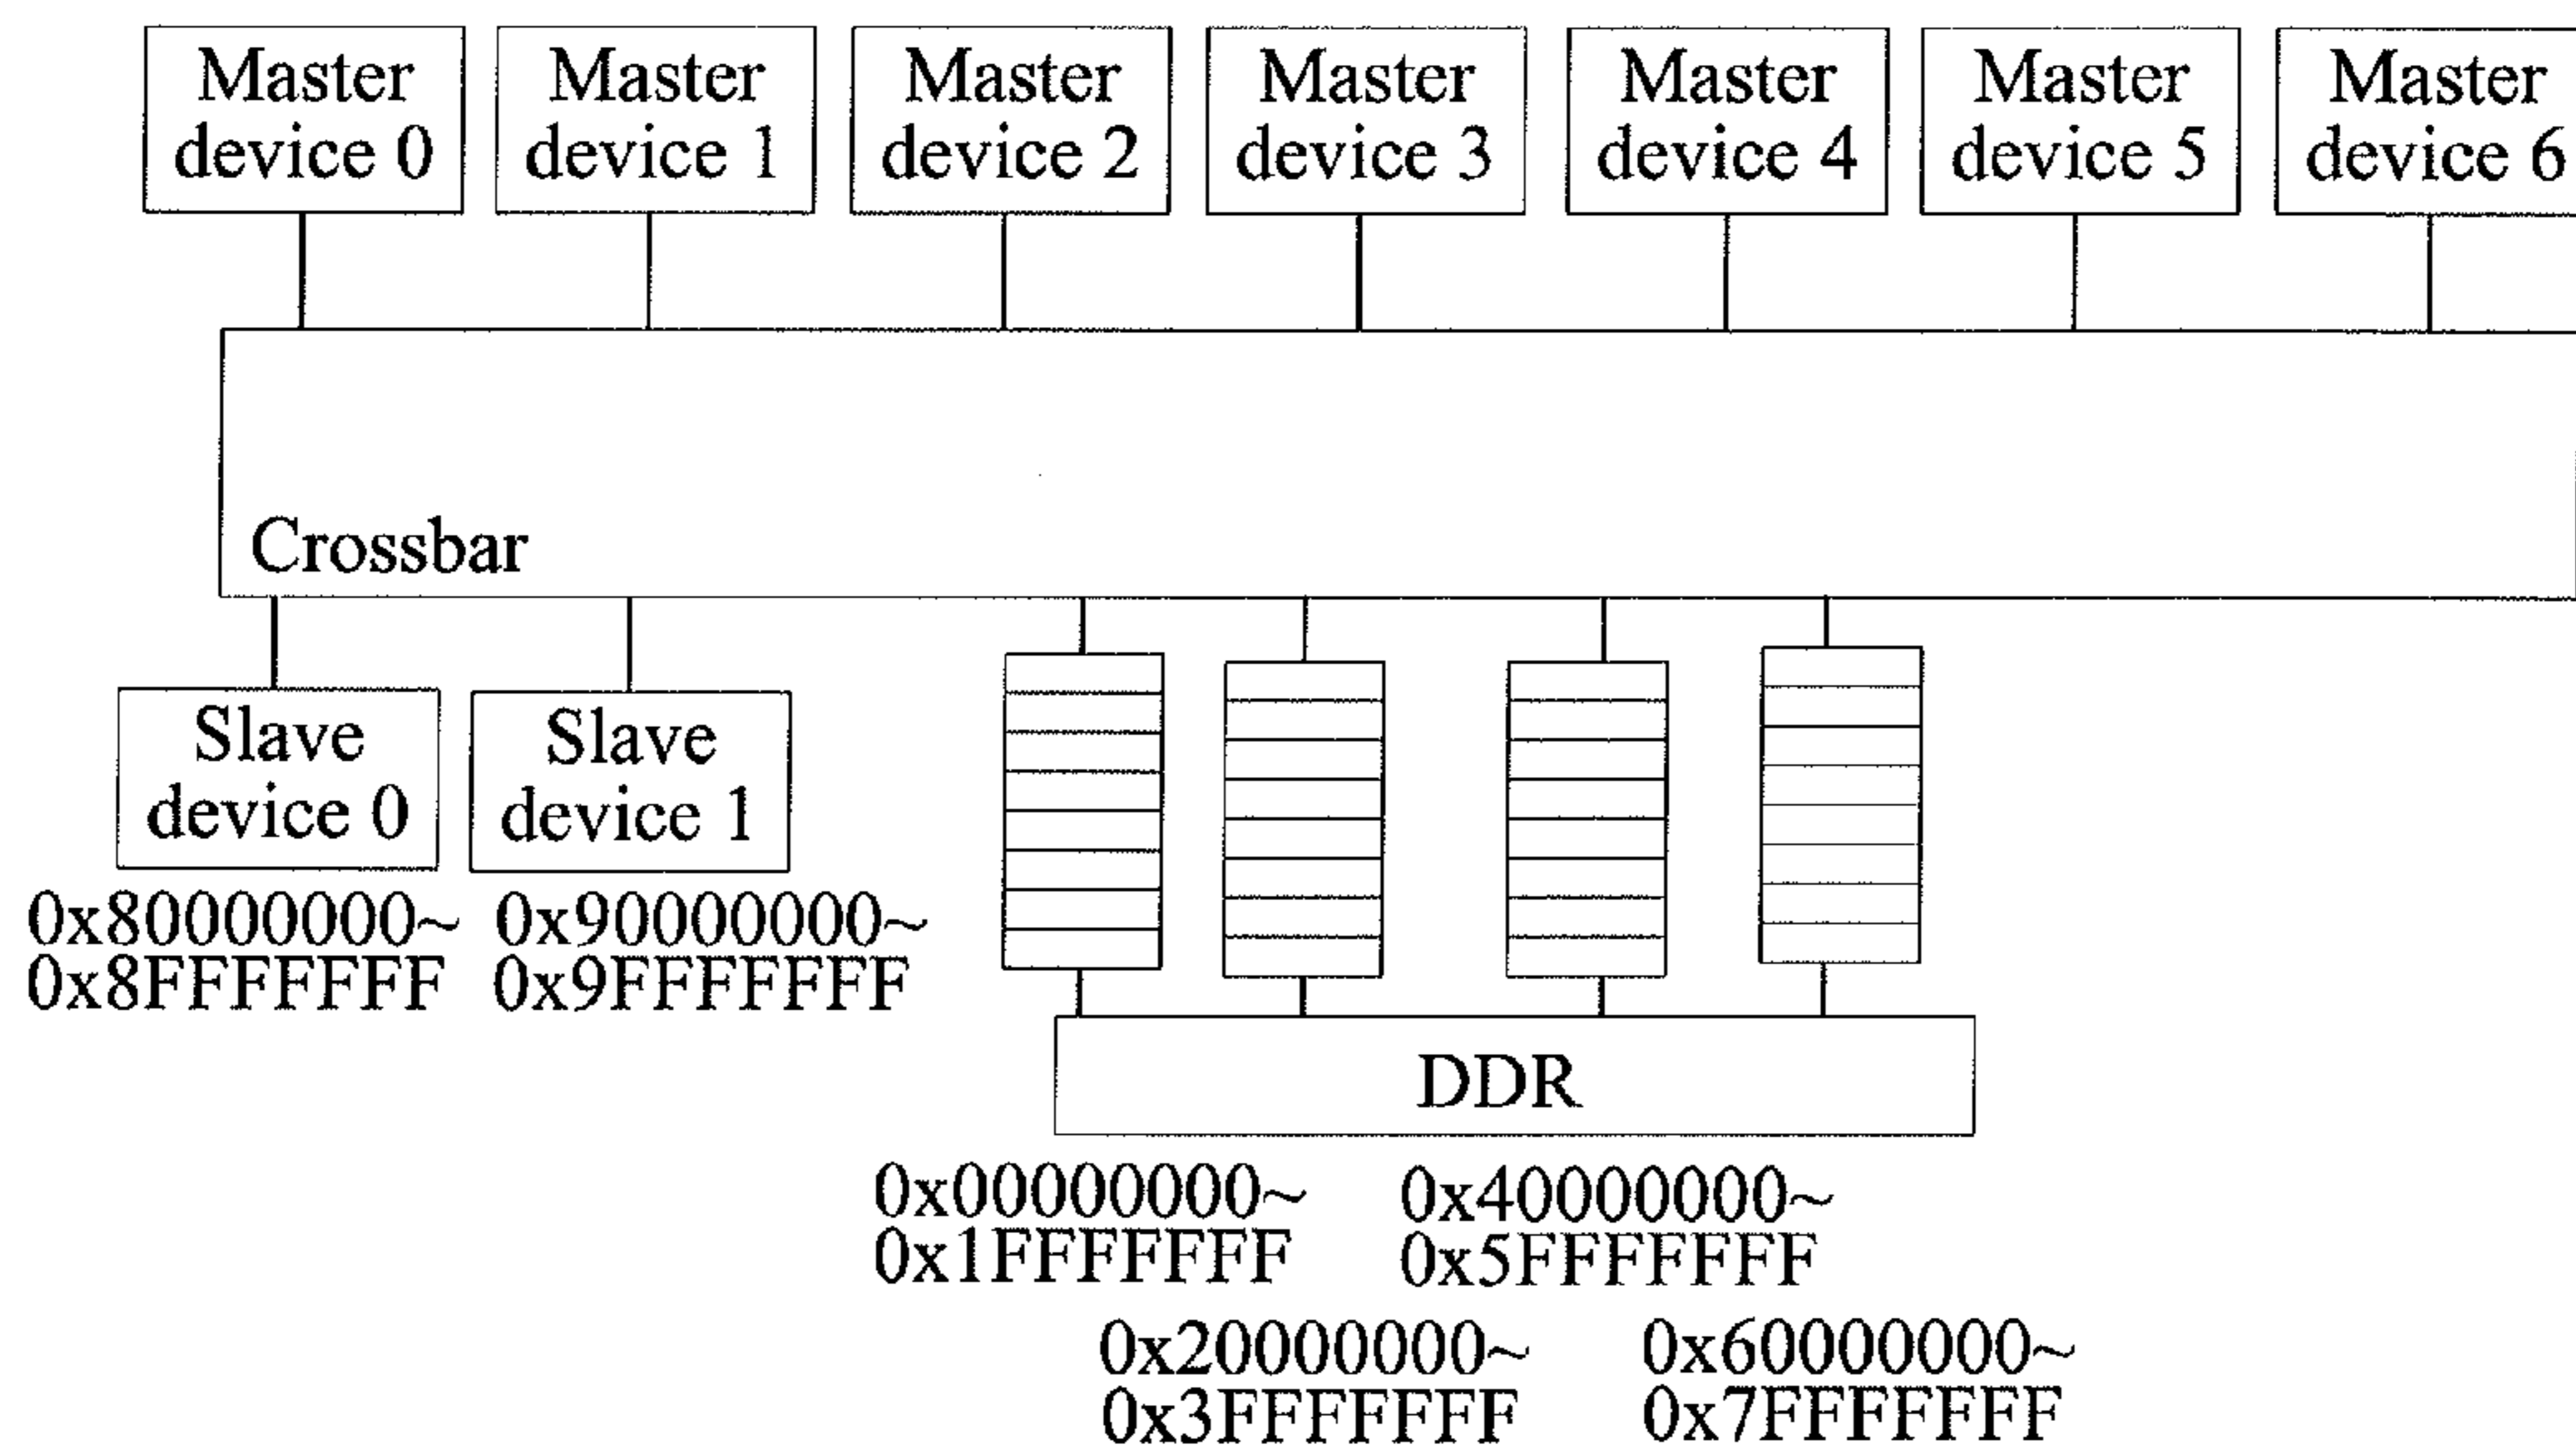 Master
device 0
Master
device 1
Master
device 2
Master
device 3
Master
device 4
Master
device 5
Master
device 6
Crossbar
Slave
device 0
Slave
device 1
0x80000000~
0x8FFFFFFF
0x90000000~
0x9FFFFFFF
DDR
0x00000000~
0x1FFFFFFF
0x40000000~
0x5FFFFFFF
0x20000000~
0x3FFFFFFF
0x60000000~
0x7FFFFFFF